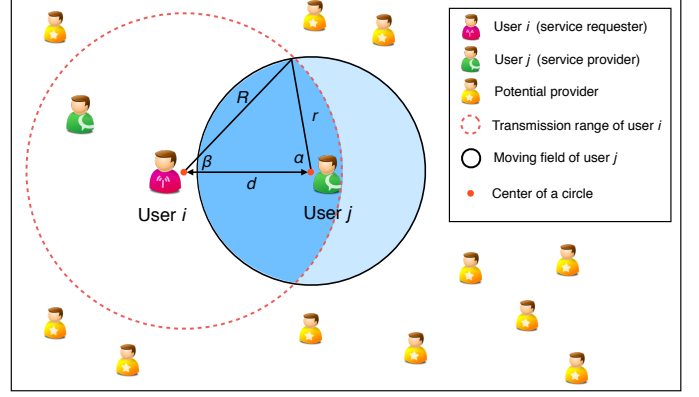 User i (service requester)
User j (service provider)
Potential provider
Transmission range of user i
Moving field of user j
Center of a circle
R
r
β
α
d
User i
User j